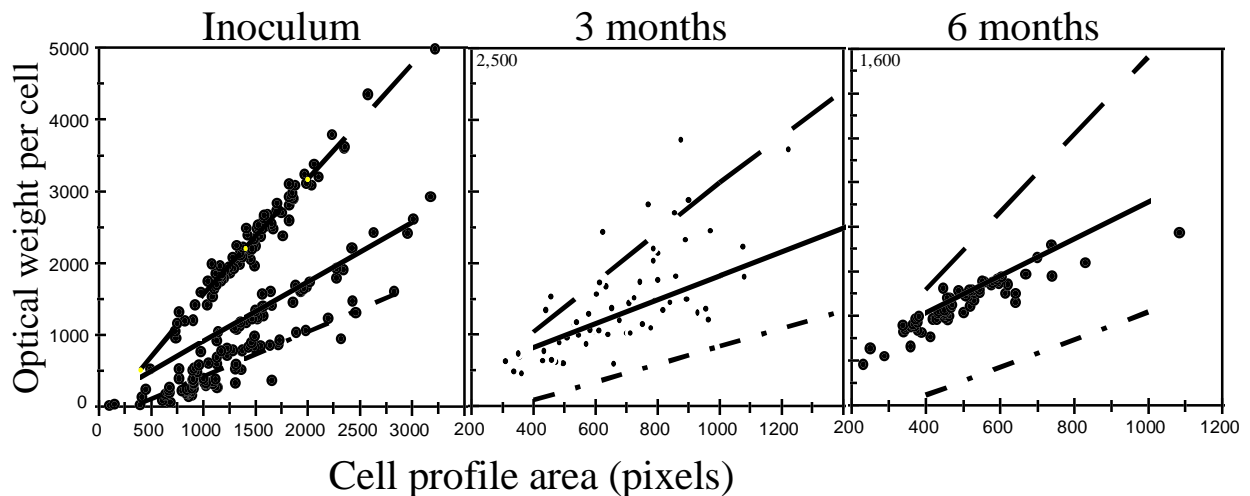 Inoculum 3 months 6 months
5000 2,500 1,600
4000
3000
2000
1000
0
Optical weight per cell
0 500 1000 1500 2000 2500 3000 200 400 600 800 1000 1200 200 400 600 800 1000 1200
Cell profile area (pixels)